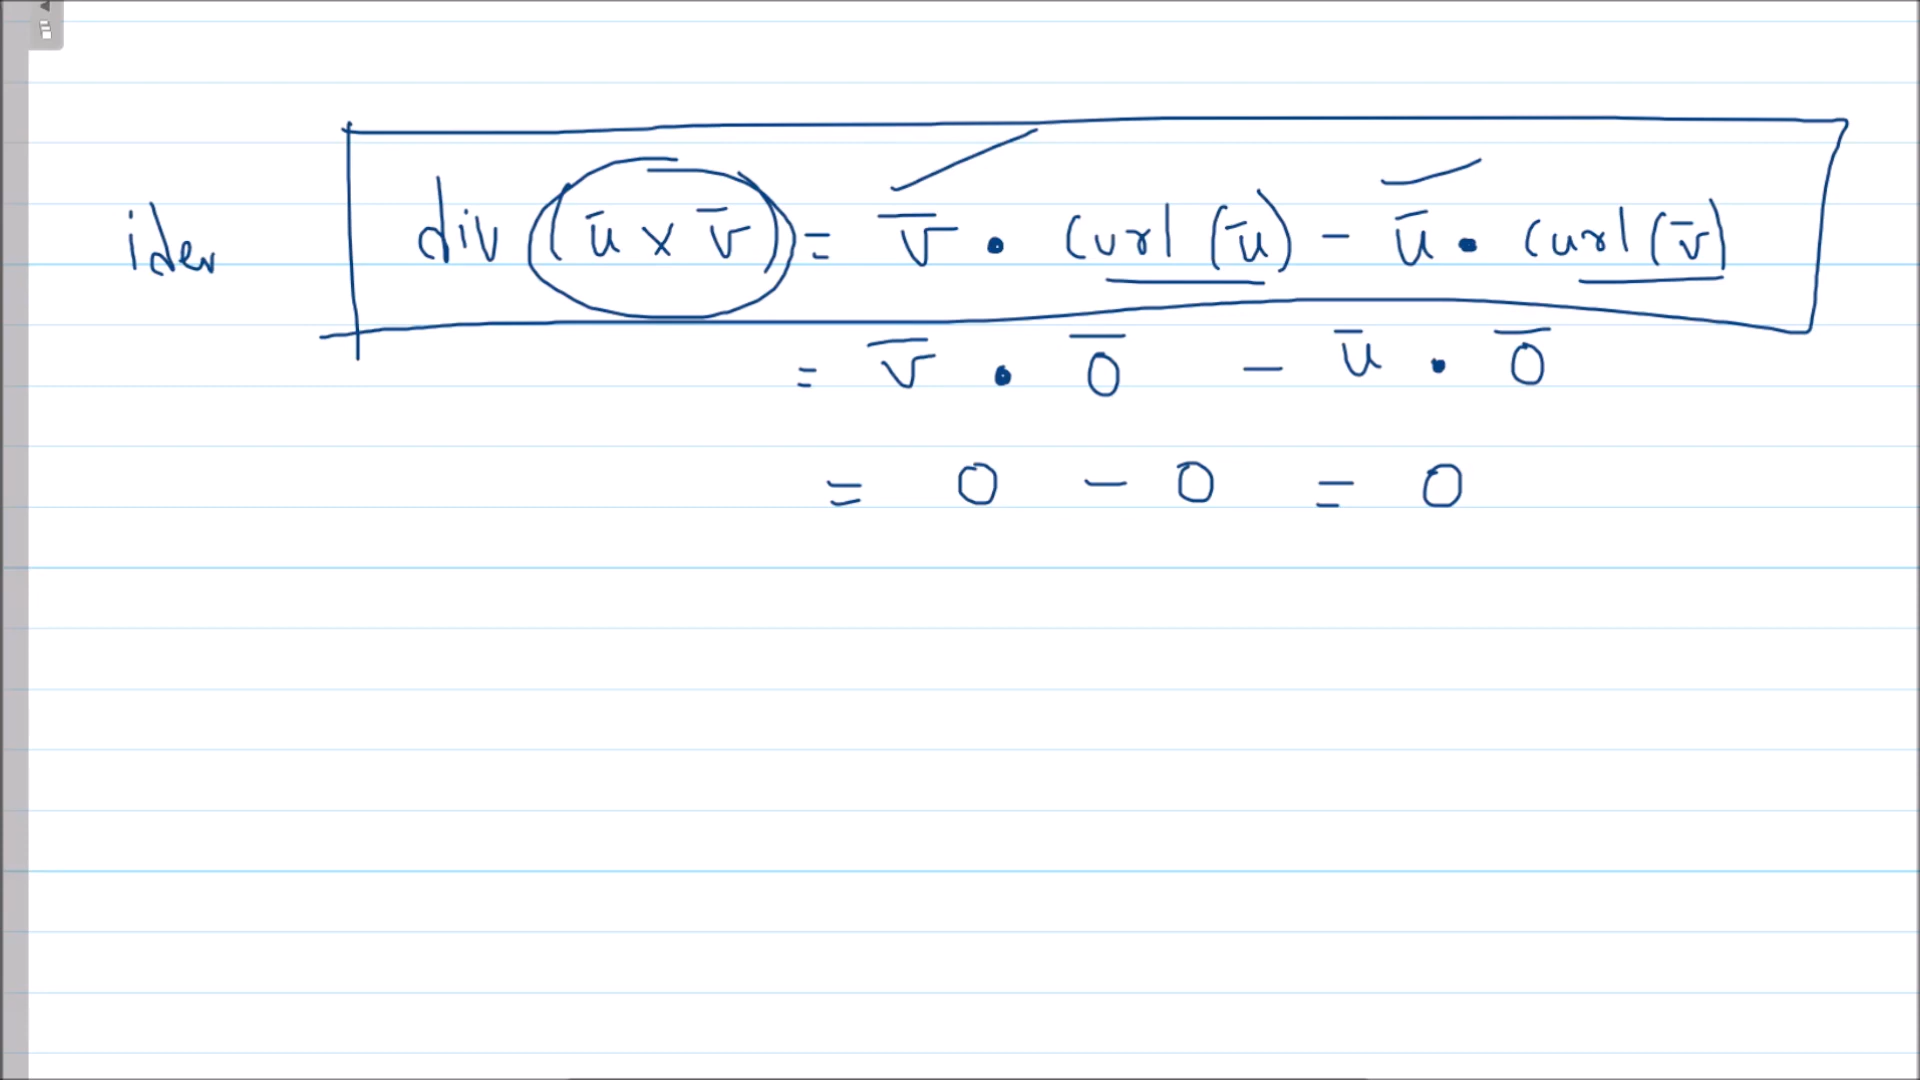 iden div (ū × v̄) = v̄ • curl (ū) - ū • curl (v̄)
= v̄ • 0̄ - ū • 0̄
= 0 - 0 = 0